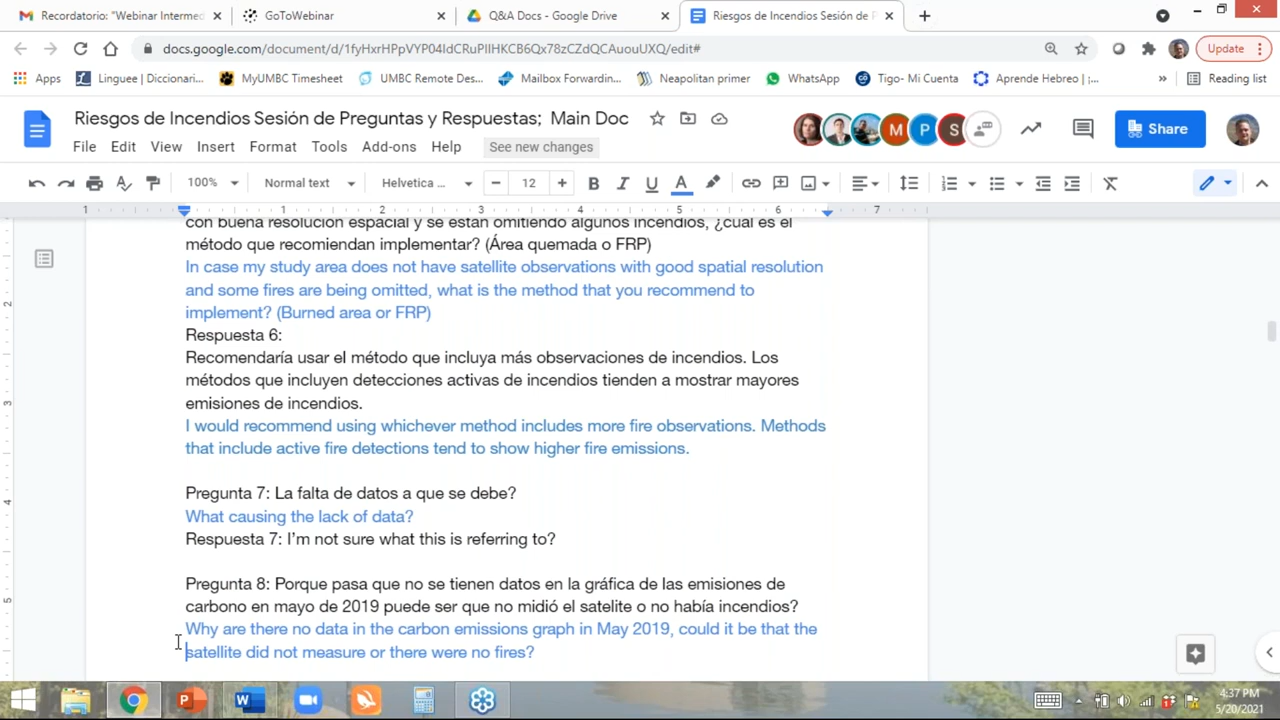 Recordatorio: "Webinar Intermed
GoToWebinar
Q&A Docs - Google Drive
Riesgos de Incendios Sesión de P
docs.google.com/document/d/1fyHxrHPpVYP04IdCRuPIIHKCB6Qx78zCZdQCAuouUXQ/edit#
Update
Apps
Linguee | Diccionari...
MyUMBC Timesheet
UMBC Remote Des...
Mailbox Forwardin...
Neapolitan primer
WhatsApp
Tigo- Mi Cuenta
Aprende Hebreo | ¡...
»
Reading list
Riesgos de Incendios Sesión de Preguntas y Respuestas; Main Doc
M P S
Share
File Edit View Insert Format Tools Add-ons Help See new changes
100% Normal text Helvetica ... 12 B I U A
1 1 2 3 4 5 6 7
con buena resolución espacial y se están omitiendo algunos incendios, ¿cuál es el
método que recomiendan implementar? (Área quemada o FRP)
In case my study area does not have satellite observations with good spatial resolution
and some fires are being omitted, what is the method that you recommend to
implement? (Burned area or FRP)
Respuesta 6:
Recomendaría usar el método que incluya más observaciones de incendios. Los
métodos que incluyen detecciones activas de incendios tienden a mostrar mayores
emisiones de incendios.
I would recommend using whichever method includes more fire observations. Methods
that include active fire detections tend to show higher fire emissions.
Pregunta 7: La falta de datos a que se debe?
What causing the lack of data?
Respuesta 7: I'm not sure what this is referring to?
Pregunta 8: Porque pasa que no se tienen datos en la gráfica de las emisiones de
carbono en mayo de 2019 puede ser que no midió el satelite o no había incendios?
Why are there no data in the carbon emissions graph in May 2019, could it be that the
satellite did not measure or there were no fires?
2
3
4
5
4:37 PM
5/20/2021